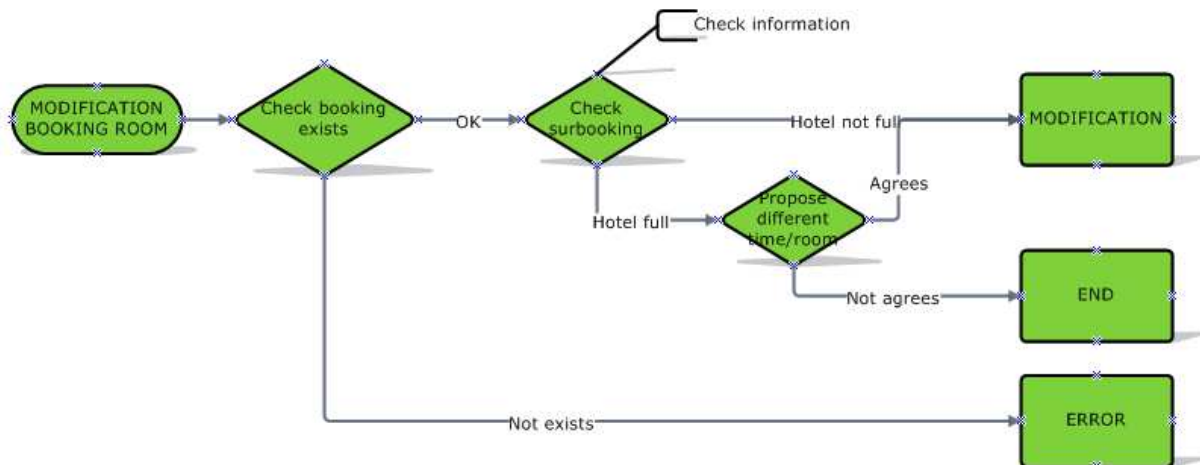 Check information
MODIFICATION
BOOKING ROOM
Check booking
exists
OK
Check
surbooking
Hotel not full
MODIFICATION
Agrees
Hotel full
Propose
different
time/room
Not agrees
END
Not exists
ERROR